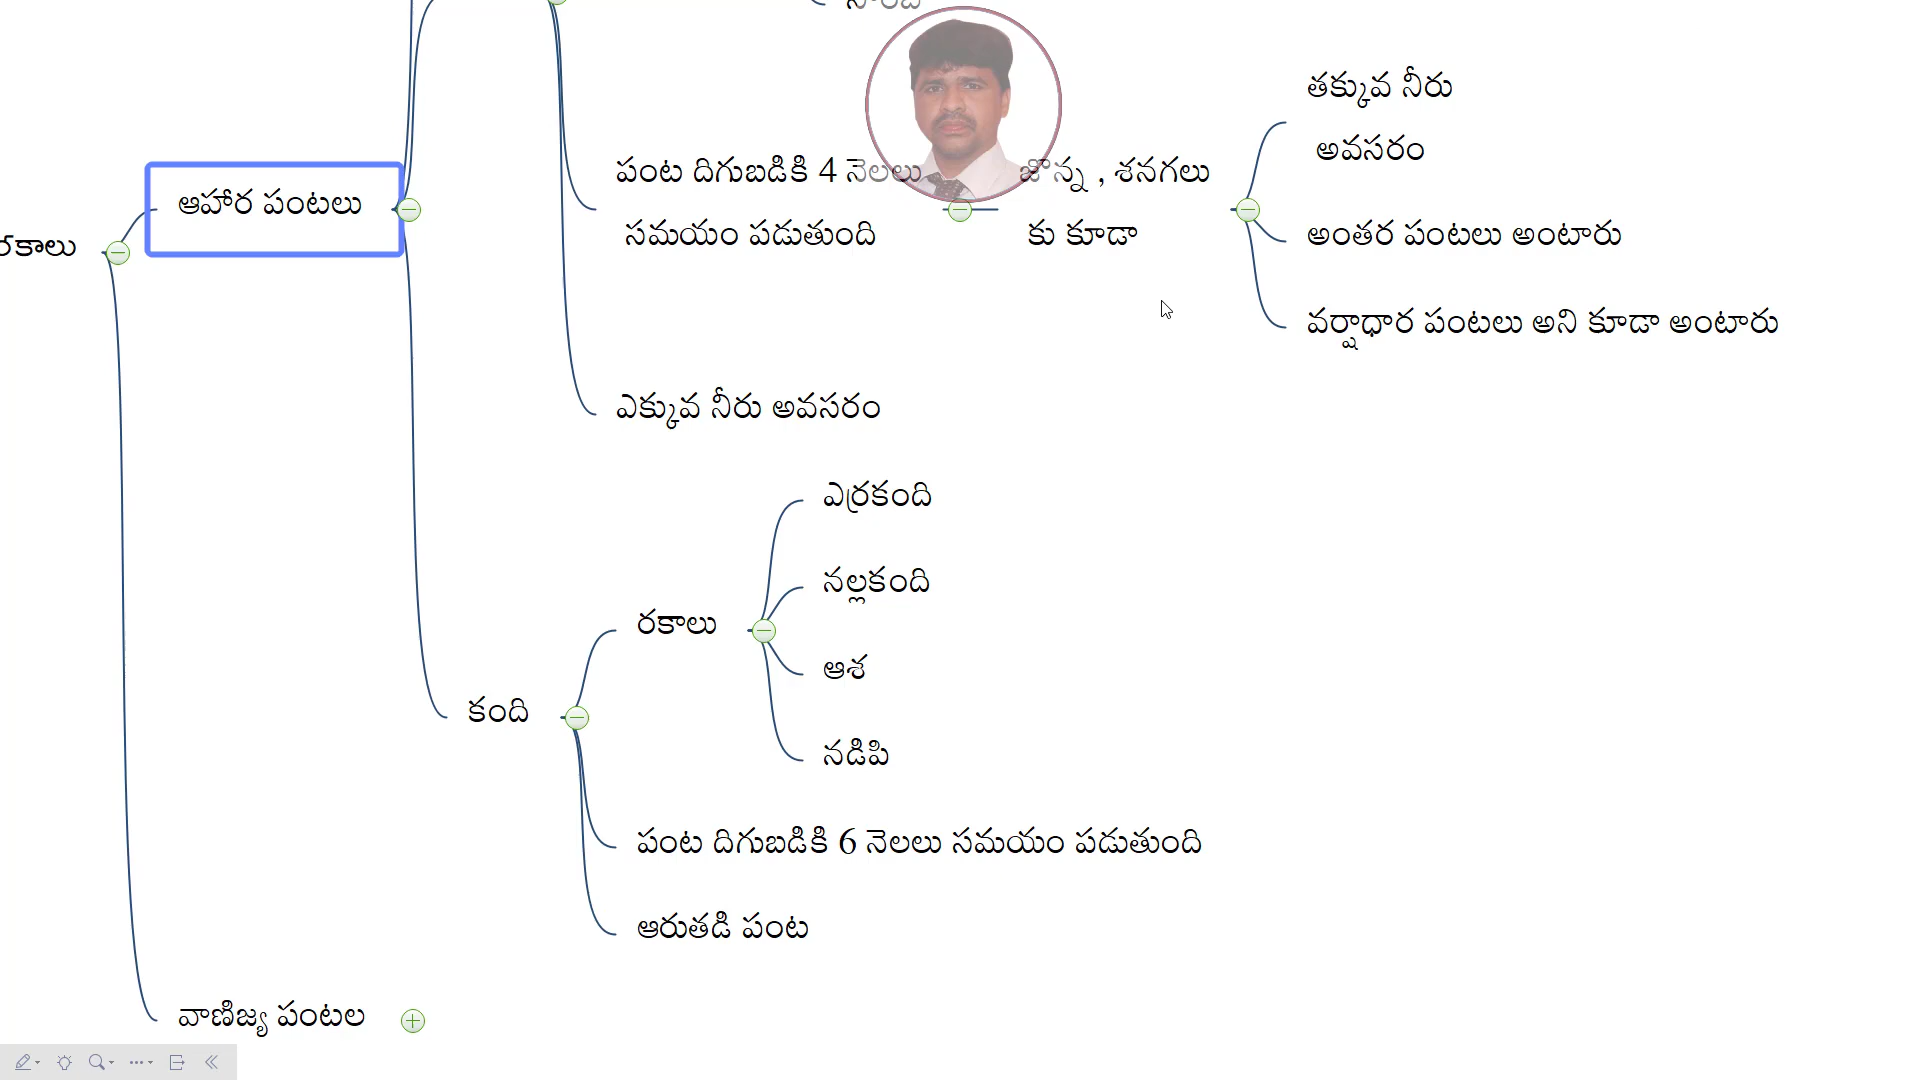 తక్కువ నీరు
అవసరం
పంట దిగుబడికి 4 నెలలు
సమయం పడుతుంది
జొన్న , శనగలు
కు కూడా
ఆహార పంటలు
రకాలు
అంతర పంటలు అంటారు
వర్షాధార పంటలు అని కూడా అంటారు
ఎక్కువ నీరు అవసరం
ఎర్రకంది
నల్లకంది
రకాలు
ఆశ
కంది
నడిపి
పంట దిగుబడికి 6 నెలలు సమయం పడుతుంది
ఆరుతడి పంట
వాణిజ్య పంటల